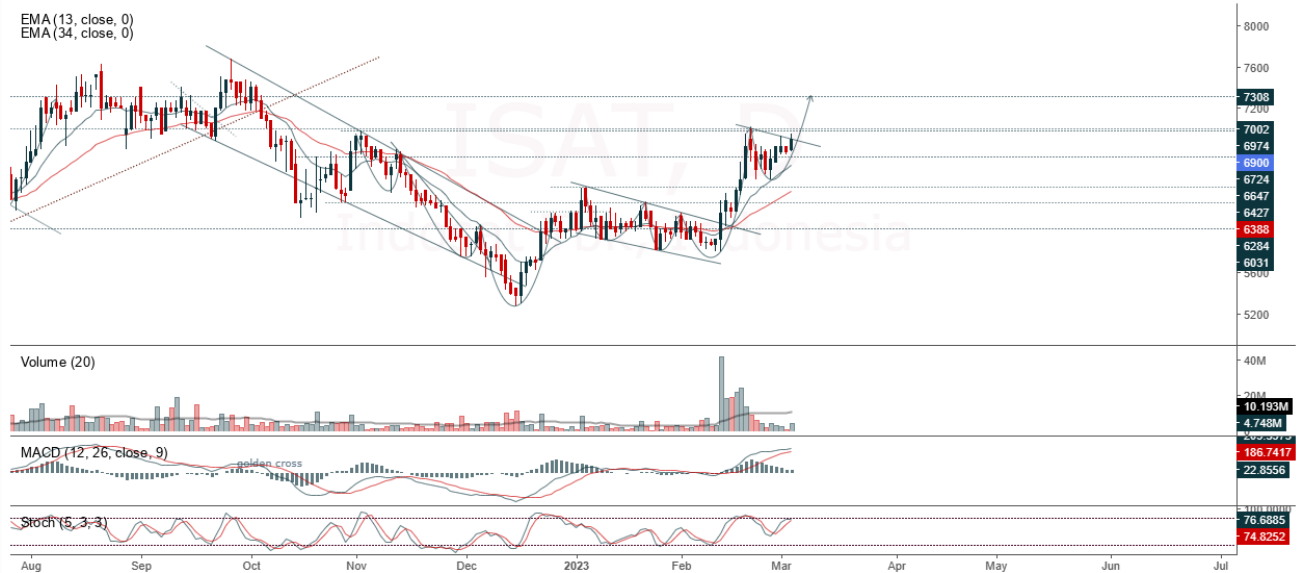 EMA (13, close, 0)
EMA (34, close, 0)
8000
7600
7308
7200
7002
6974
6900
6724
6647
6427
6388
6284
6031
5600
5200
Volume (20)
40M
20M
10.193M
4.748M
MACD (12, 26, close, 9)
golden cross
186.7417
22.8556
Stoch (5, 3, 3)
76.6885
74.8252
Aug Sep Oct Nov Dec 2023 Feb Mar Apr May Jun Jul